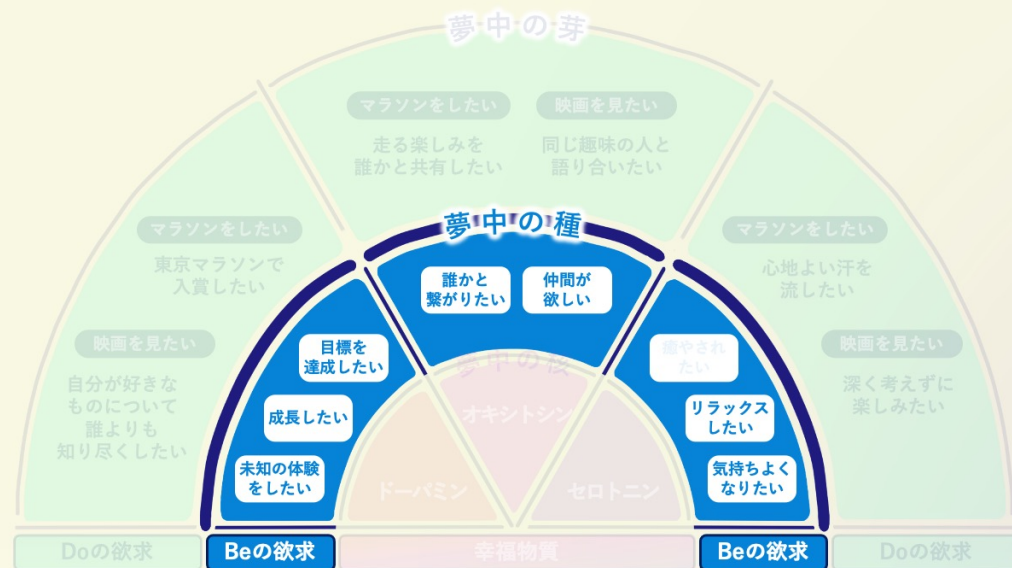 夢中の芽
マラソンをしたい
走る楽しみを
誰かと共有したい
映画を見たい
同じ趣味の人と
語り合いたい
マラソンをしたい
東京マラソンで
入賞したい
映画を見たい
自分が好きな
ものについて
誰よりも
知り尽くしたい
マラソンをしたい
心地よい汗を
流したい
映画を見たい
深く考えずに
楽しみたい
夢中の種
誰かと
繋がりたい
仲間が
欲しい
目標を
達成したい
成長したい
未知の体験
をしたい
癒やされ
たい
リラックス
したい
気持ちよく
なりたい
夢中の核
オキシトシン
ドーパミン
セロトニン
Doの欲求
Beの欲求
幸福物質
Beの欲求
Doの欲求